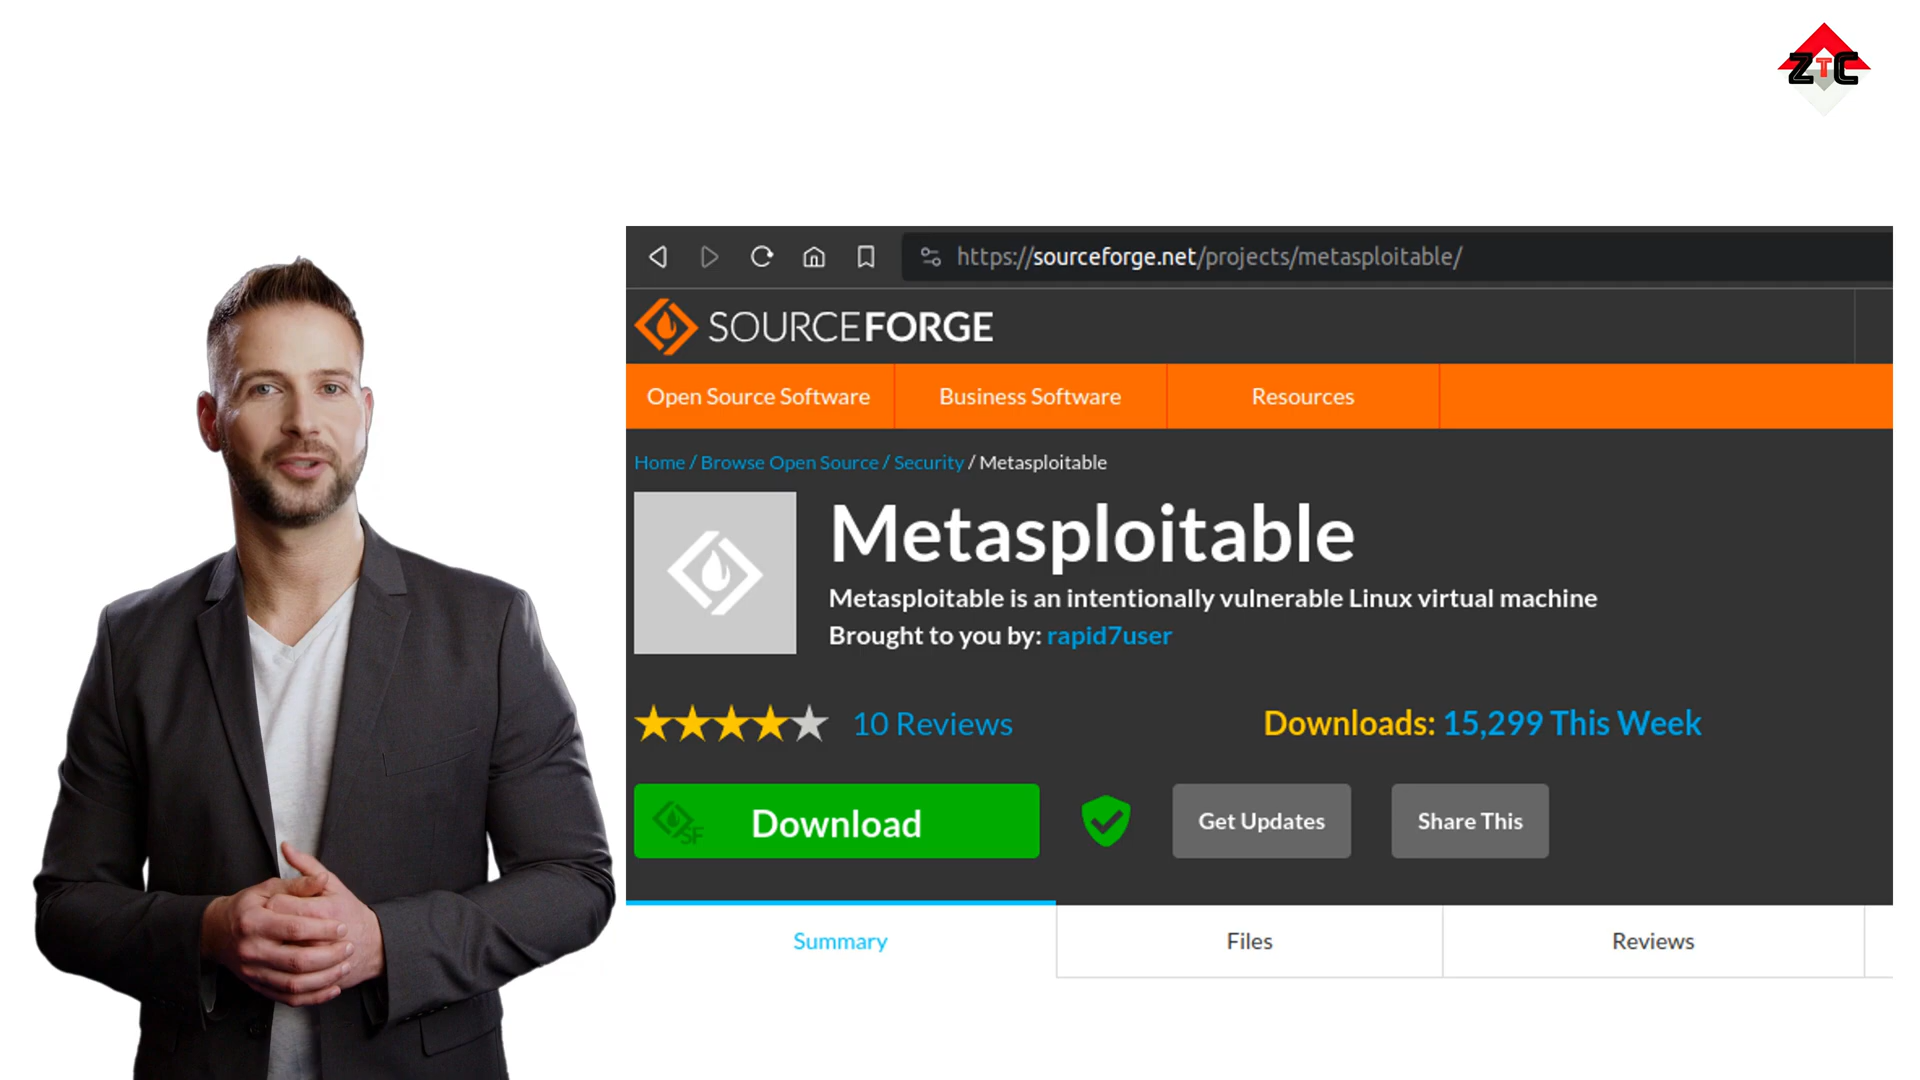 ZTC
https://sourceforge.net/projects/metasploitable/
SOURCEFORGE
Open Source Software Business Software Resources
Home / Browse Open Source / Security / Metasploitable
Metasploitable
Metasploitable is an intentionally vulnerable Linux virtual machine
Brought to you by: rapid7user
10 Reviews Downloads: 15,299 This Week
SF Download Get Updates Share This
Summary Files Reviews